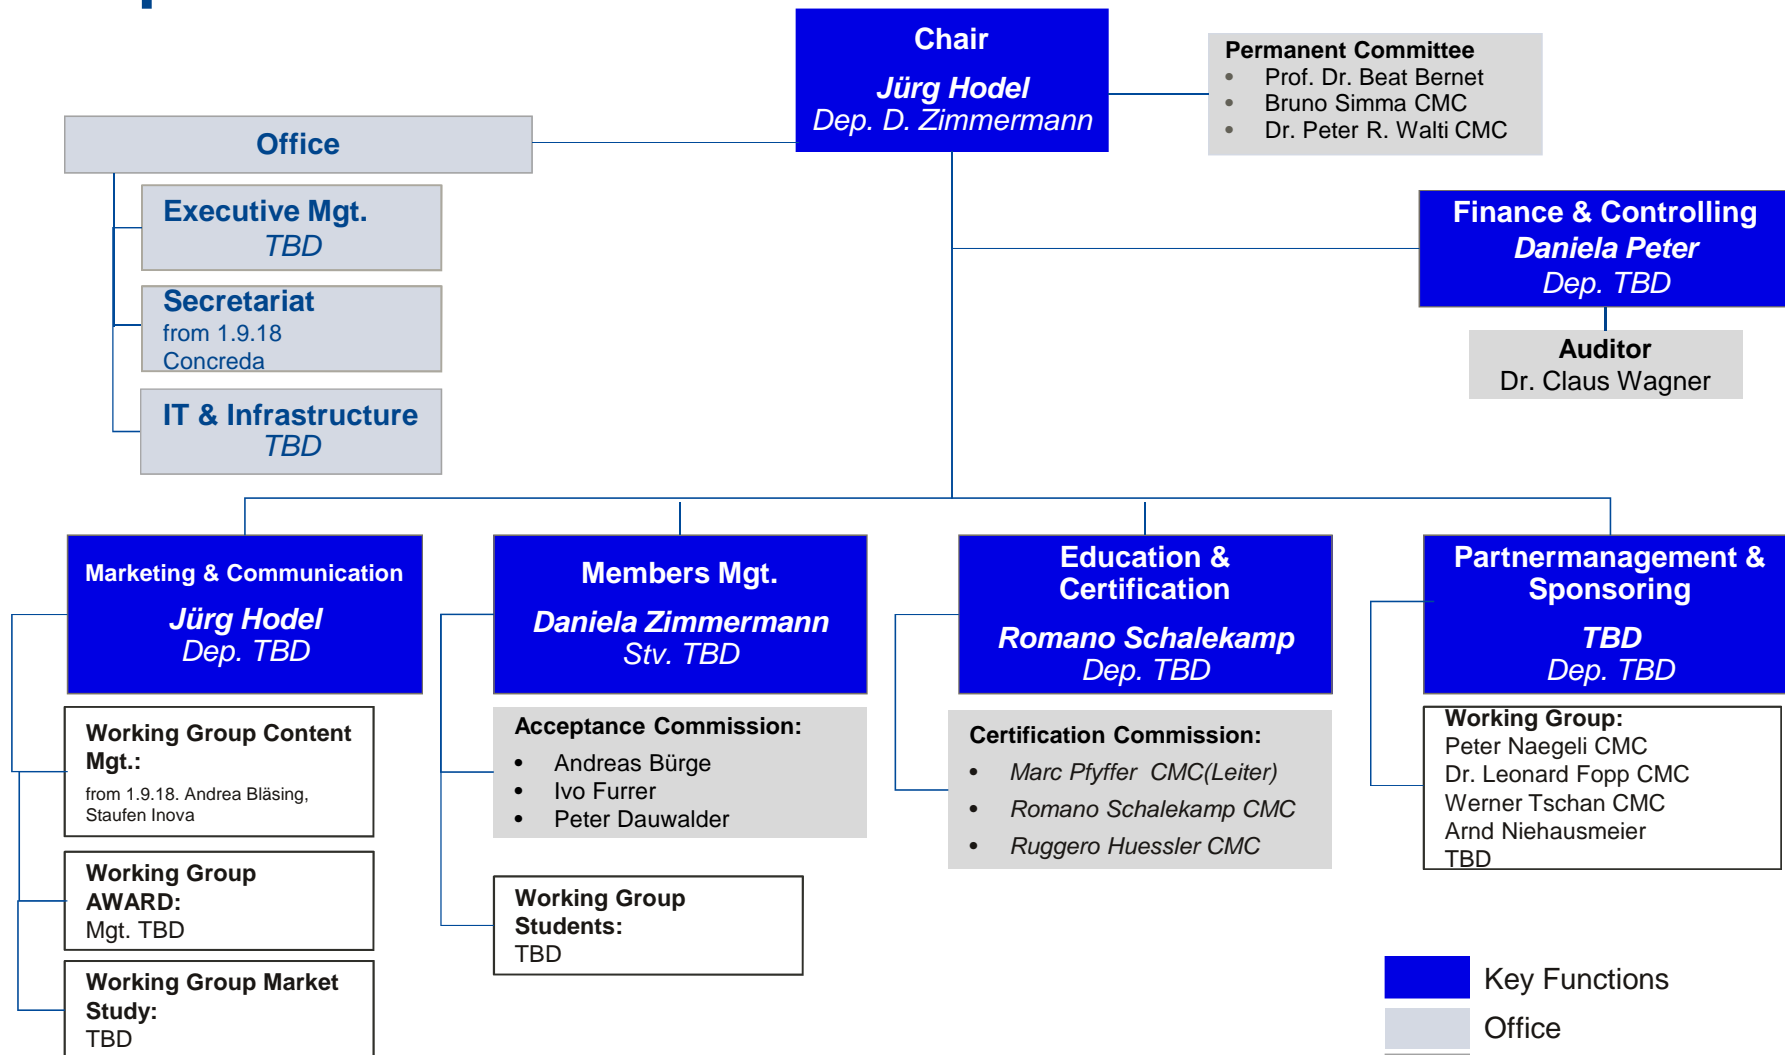 Chair
Jürg Hodel
Dep. D. Zimmermann
Permanent Committee
• Prof. Dr. Beat Bernet
• Bruno Simma CMC
• Dr. Peter R. Walti CMC
Office
Executive Mgt.
TBD
Secretariat
from 1.9.18
Concreda
IT & Infrastructure
TBD
Finance & Controlling
Daniela Peter
Dep. TBD
Auditor
Dr. Claus Wagner
Marketing & Communication
Jürg Hodel
Dep. TBD
Working Group Content
Mgt.:
from 1.9.18. Andrea Bläsing,
Staufen Inova
Working Group
AWARD:
Mgt. TBD
Working Group Market
Study:
TBD
Members Mgt.
Daniela Zimmermann
Stv. TBD
Acceptance Commission:
• Andreas Bürge
• Ivo Furrer
• Peter Dauwalder
Working Group
Students:
TBD
Education &
Certification
Romano Schalekamp
Dep. TBD
Certification Commission:
• Marc Pfyffer  CMC(Leiter)
• Romano Schalekamp CMC
• Ruggero Huessler CMC
Partnermanagement &
Sponsoring
TBD
Dep. TBD
Working Group:
Peter Naegeli CMC
Dr. Leonard Fopp CMC
Werner Tschan CMC
Arnd Niehausmeier
TBD
Key Functions
Office